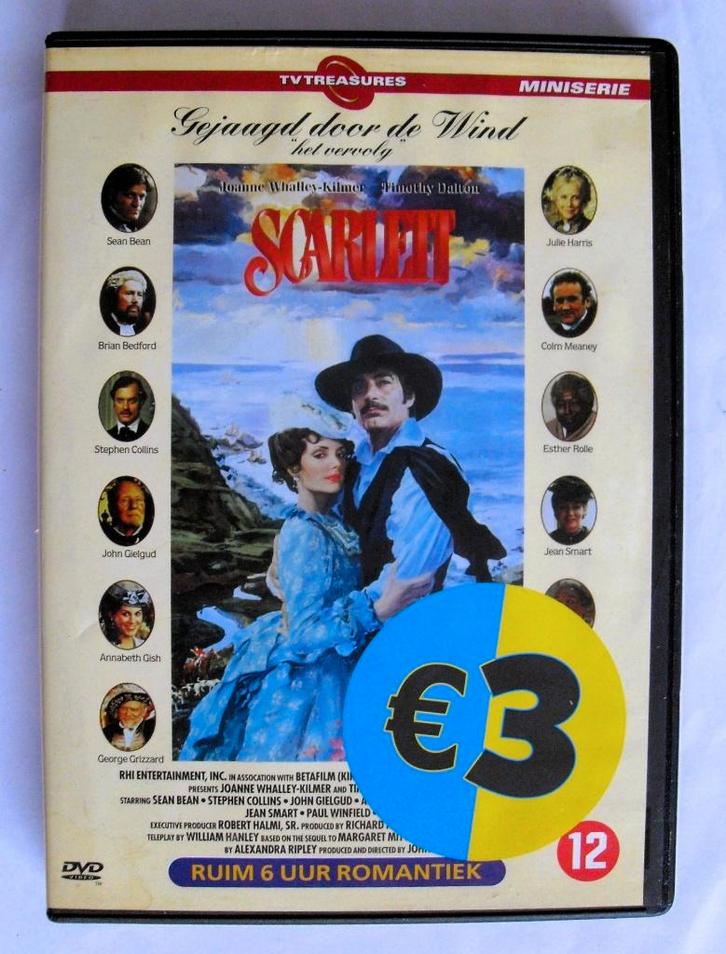 TV TREASURES
MINISERIE
Gejaagd door de Wind
"het vervolg"
Joanne Whalley-Kilmer Timothy Dalton
SCARLETT
Sean Bean
Brian Bedford
Stephen Collins
John Gielgud
Annabeth Gish
George Grizzard
Julie Harris
Colm Meaney
Esther Rolle
Jean Smart
€3
RHI ENTERTAINMENT, INC. IN ASSOCATION WITH BETAFILM
PRESENTS JOANNE WHALLEY-KILMER AND
STARRING SEAN BEAN • STEPHEN COLLINS • JOHN GIELGUD •
JEAN SMART • PAUL WINFIELD •
EXECUTIVE PRODUCER ROBERT HALMI, SR. PRODUCED BY RICHARD
TELEPLAY BY WILLIAM HANLEY BASED ON THE SEQUEL TO MARGARET
BY ALEXANDRA RIPLEY PRODUCED AND DIRECTED BY
12
DVD
VIDEO
TM
RUIM 6 UUR ROMANTIEK